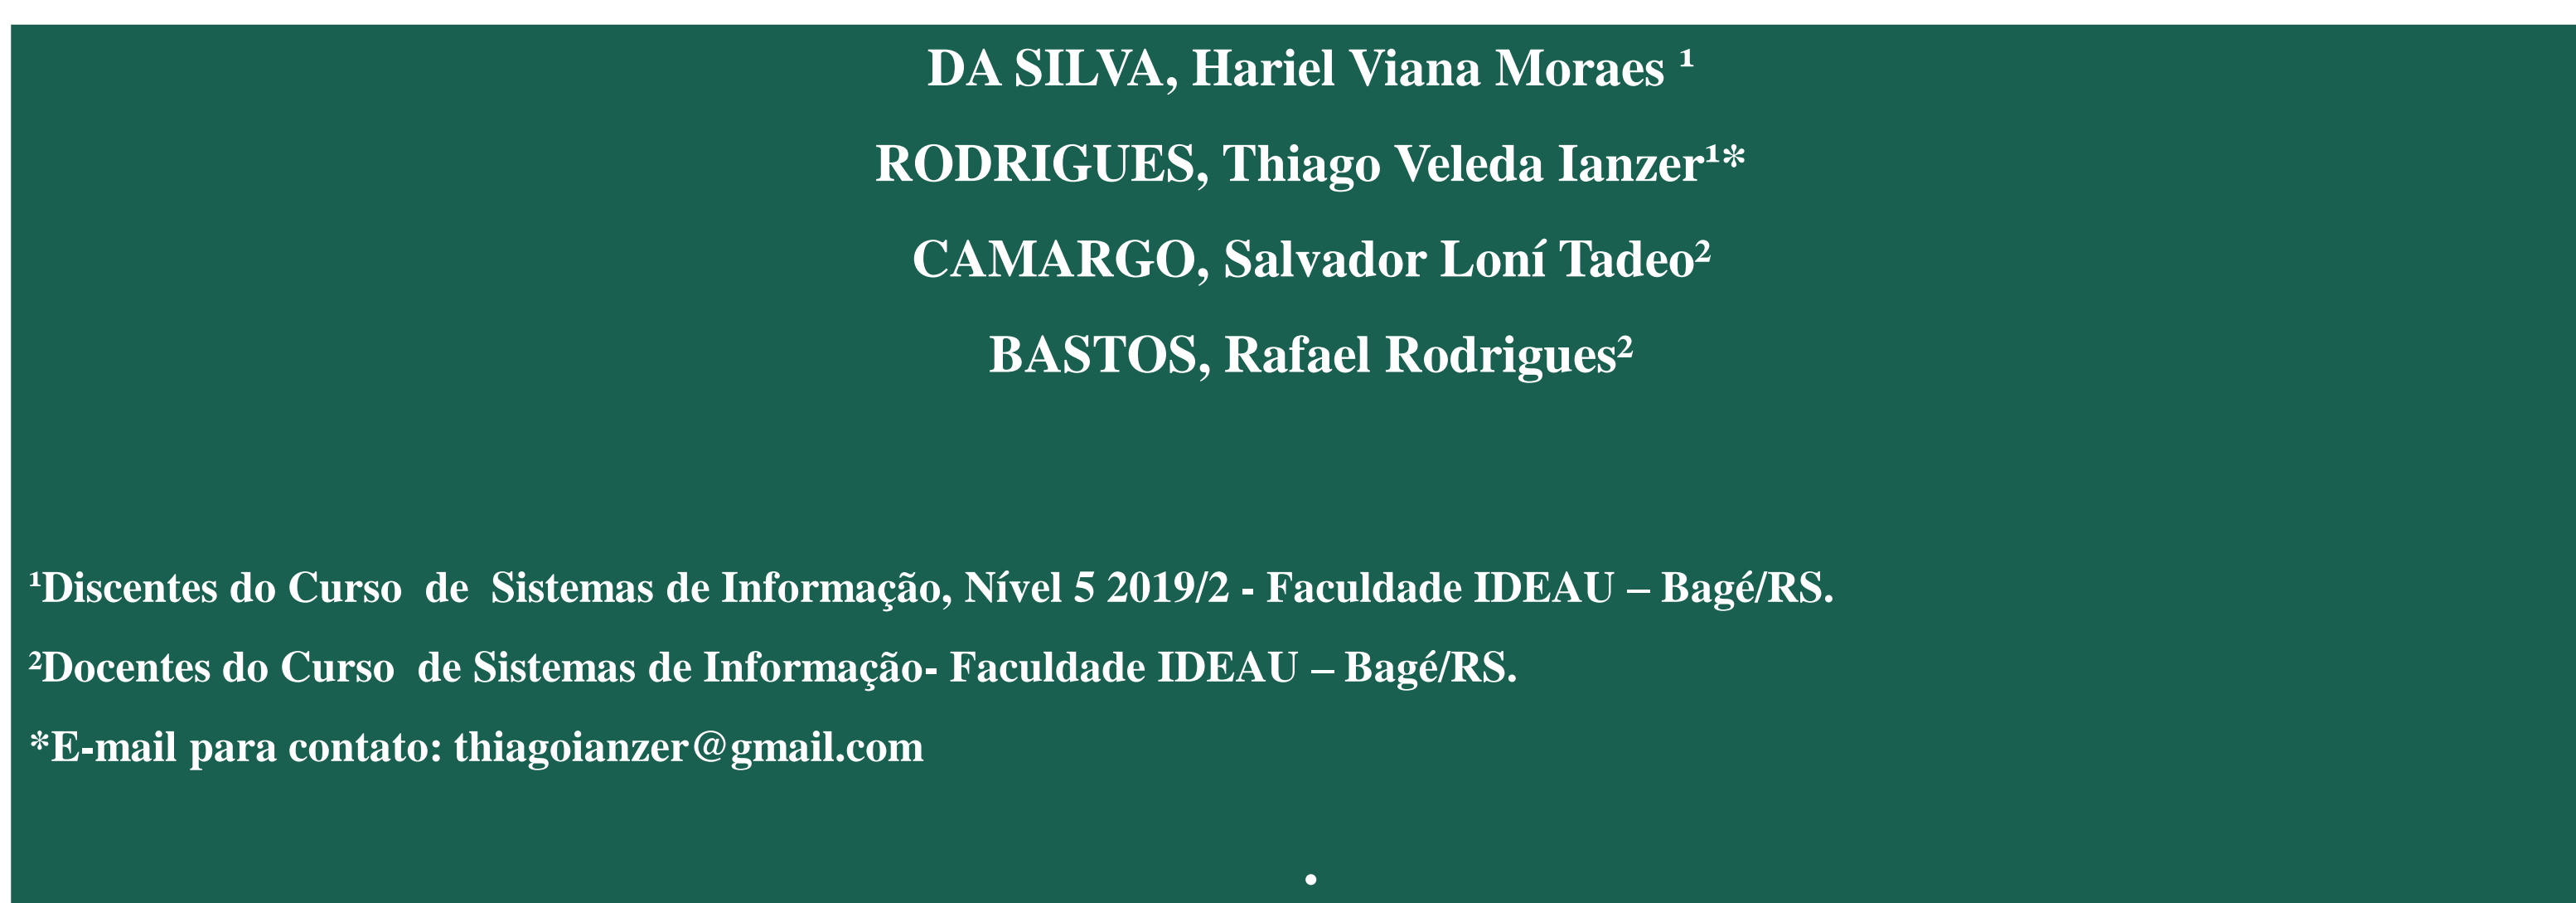 DA SILVA, Hariel Viana Moraes ¹
RODRIGUES, Thiago Veleda Ianzer¹*
CAMARGO, Salvador Loní Tadeo²
BASTOS, Rafael Rodrigues²
¹Discentes do Curso  de  Sistemas de Informação, Nível 5 2019/2 - Faculdade IDEAU – Bagé/RS.
²Docentes do Curso  de Sistemas de Informação- Faculdade IDEAU – Bagé/RS.
*E-mail para contato: thiagoianzer@gmail.com
.